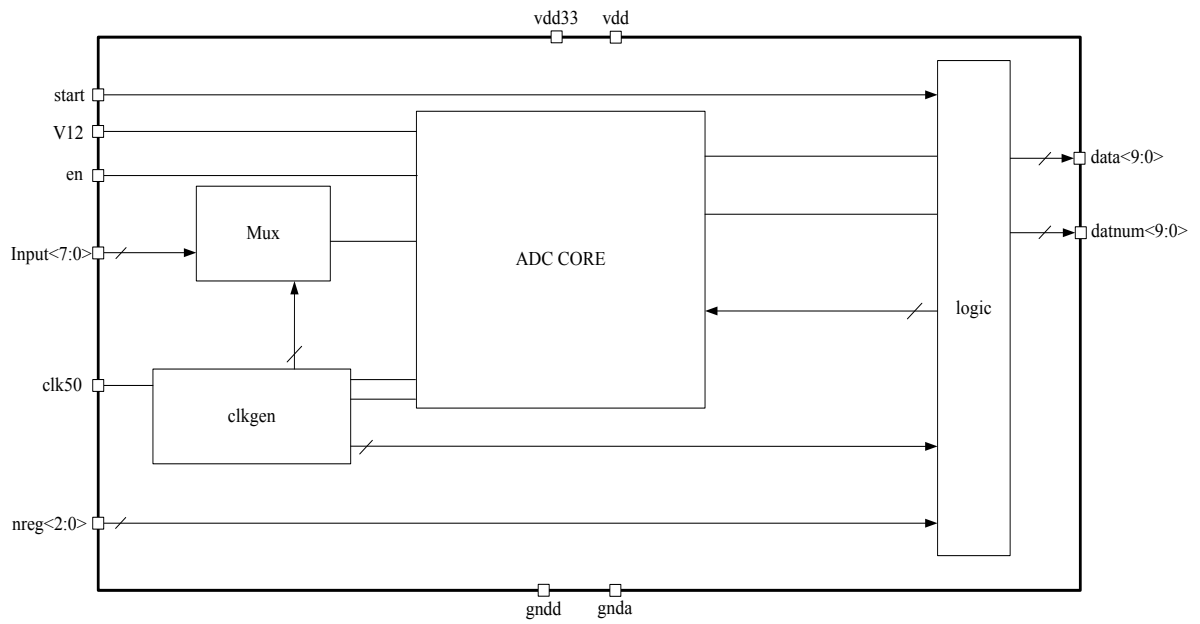 vdd33 vdd
start
V12
en
Input<7:0>
clk50
nreg<2:0>
Mux
clkgen
ADC CORE
logic
data<9:0>
datnum<9:0>
gndd gnda